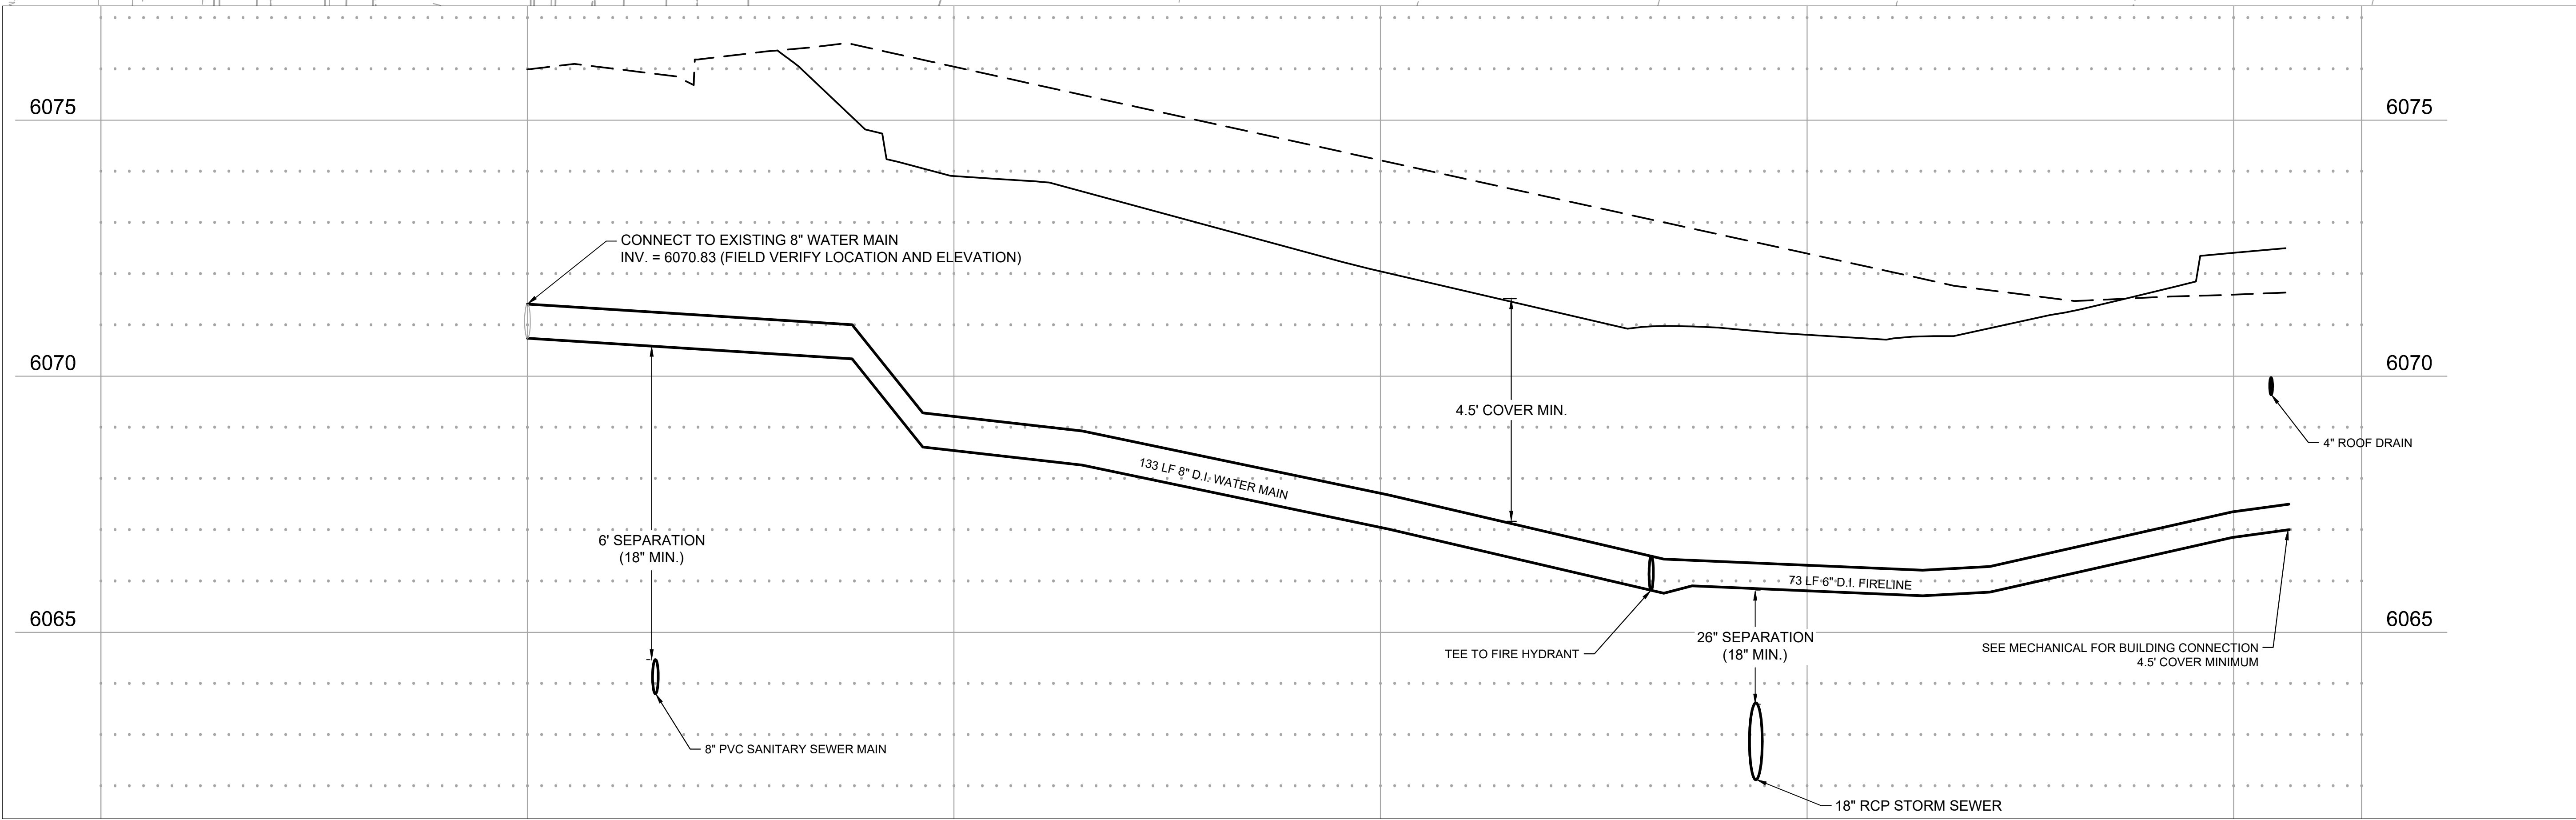 6075
6075
CONNECT TO EXISTING 8" WATER MAIN
INV. = 6070.83 (FIELD VERIFY LOCATION AND ELEVATION)
6070
6070
4.5' COVER MIN.
4" ROOF DRAIN
133 LF 8" D.I. WATER MAIN
6' SEPARATION
(18" MIN.)
73 LF 6" D.I. FIRELINE
6065
6065
26" SEPARATION
(18" MIN.)
TEE TO FIRE HYDRANT
SEE MECHANICAL FOR BUILDING CONNECTION
4.5' COVER MINIMUM
8" PVC SANITARY SEWER MAIN
18" RCP STORM SEWER